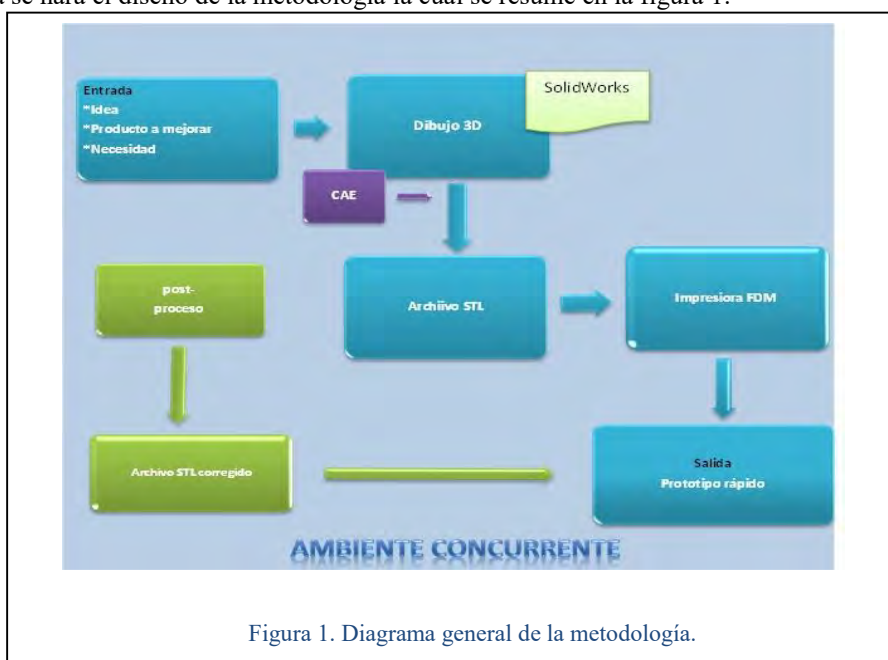 se hará el diseño de la metodología la cual se resume en la figura 1.
Entrada
*Idea
*Producto a mejorar
*Necesidad
Dibujo 3D
SolidWorks
CAE
post-
proceso
Archiivo STL
Impresiora FDM
Archivo STL corregido
Salida
Prototipo rápido
AMBIENTE CONCURRENTE
Figura 1. Diagrama general de la metodología.